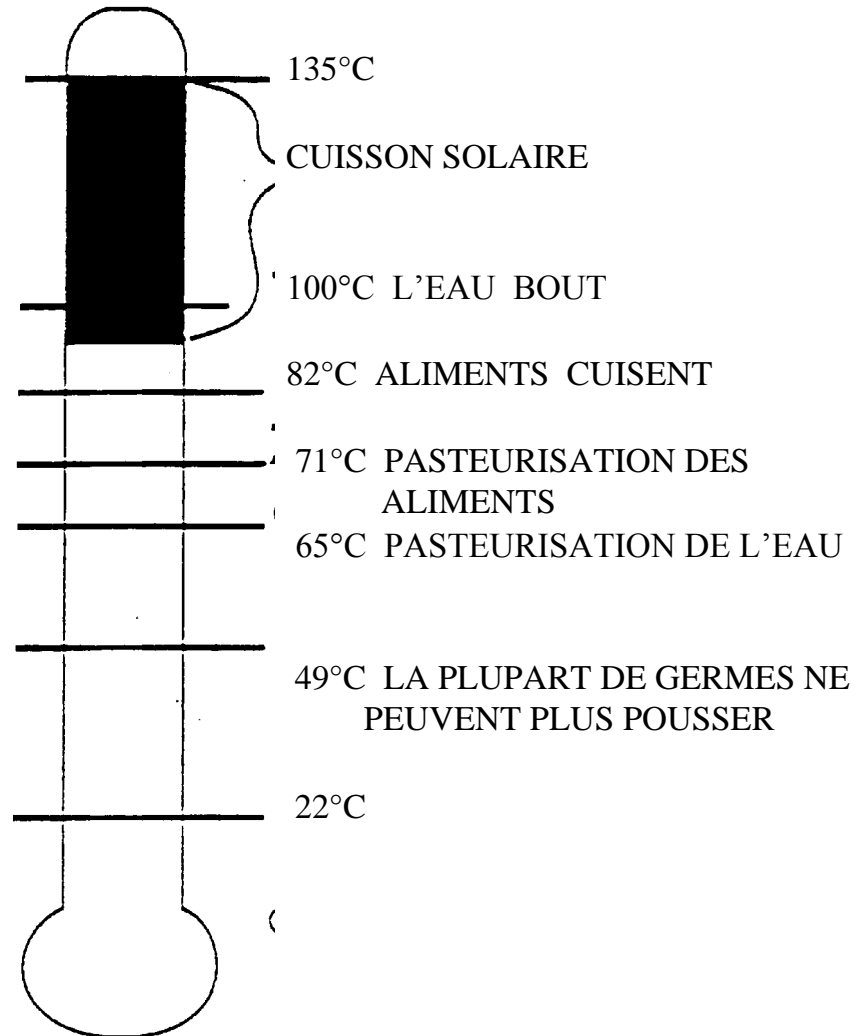 135°C
CUISSON SOLAIRE
100°C L'EAU BOUT
82°C ALIMENTS CUISENT
71°C PASTEURISATION DES
ALIMENTS
65°C PASTEURISATION DE L'EAU
49°C LA PLUPART DE GERMES NE
PEUVENT PLUS POUSSER
22°C